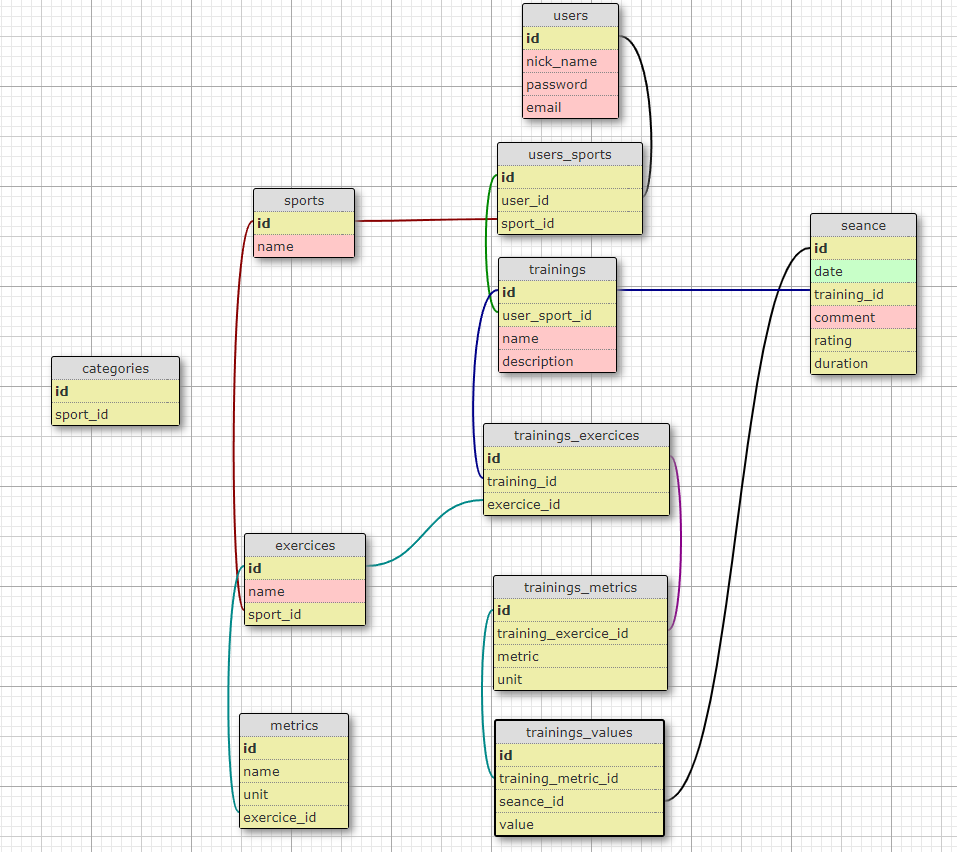 users
id
nick_name
password
email
users_sports
id
user_id
sport_id
sports
id
name
seance
id
date
training_id
comment
rating
duration
trainings
id
user_sport_id
name
description
categories
id
sport_id
trainings_exercices
id
training_id
exercice_id
exercices
id
name
sport_id
trainings_metrics
id
training_exercice_id
metric
unit
metrics
id
name
unit
exercice_id
trainings_values
id
training_metric_id
seance_id
value